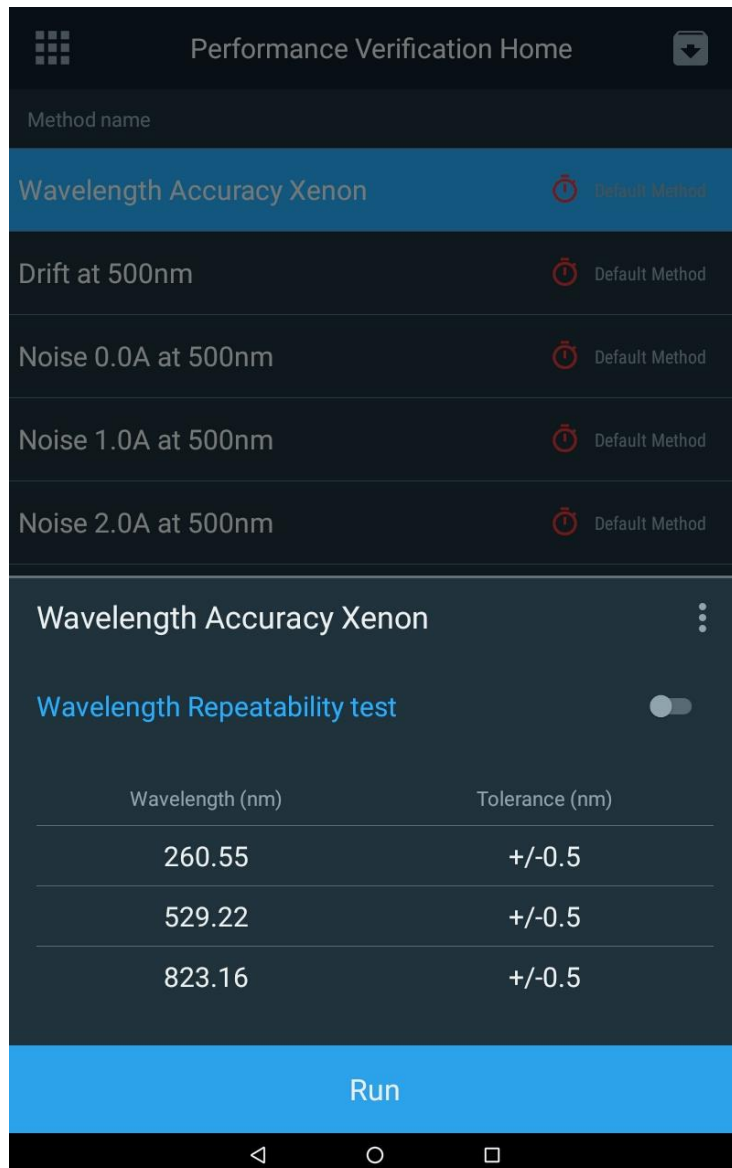 Performance Verification Home
Method name
Wavelength Accuracy Xenon Default Method
Drift at 500nm Default Method
Noise 0.0A at 500nm Default Method
Noise 1.0A at 500nm Default Method
Noise 2.0A at 500nm Default Method
Wavelength Accuracy Xenon
Wavelength Repeatability test
Wavelength (nm) Tolerance (nm)
260.55 +/-0.5
529.22 +/-0.5
823.16 +/-0.5
Run